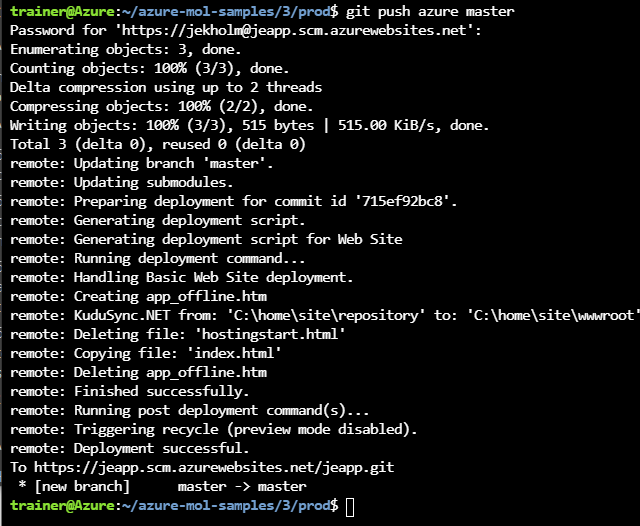 trainer@Azure:~/azure-mol-samples/3/prod$ git push azure master
Password for 'https://jekholm@jeapp.scm.azurewebsites.net':
Enumerating objects: 3, done.
Counting objects: 100% (3/3), done.
Delta compression using up to 2 threads
Compressing objects: 100% (2/2), done.
Writing objects: 100% (3/3), 515 bytes | 515.00 KiB/s, done.
Total 3 (delta 0), reused 0 (delta 0)
remote: Updating branch 'master'.
remote: Updating submodules.
remote: Preparing deployment for commit id '715ef92bc8'.
remote: Generating deployment script.
remote: Generating deployment script for Web Site
remote: Running deployment command...
remote: Handling Basic Web Site deployment.
remote: Creating app_offline.htm
remote: KuduSync.NET from: 'C:\home\site\repository' to: 'C:\home\site\wwwroot'
remote: Deleting file: 'hostingstart.html'
remote: Copying file: 'index.html'
remote: Deleting app_offline.htm
remote: Finished successfully.
remote: Running post deployment command(s)...
remote: Triggering recycle (preview mode disabled).
remote: Deployment successful.
To https://jeapp.scm.azurewebsites.net/jeapp.git
 * [new branch]      master -> master
trainer@Azure:~/azure-mol-samples/3/prod$